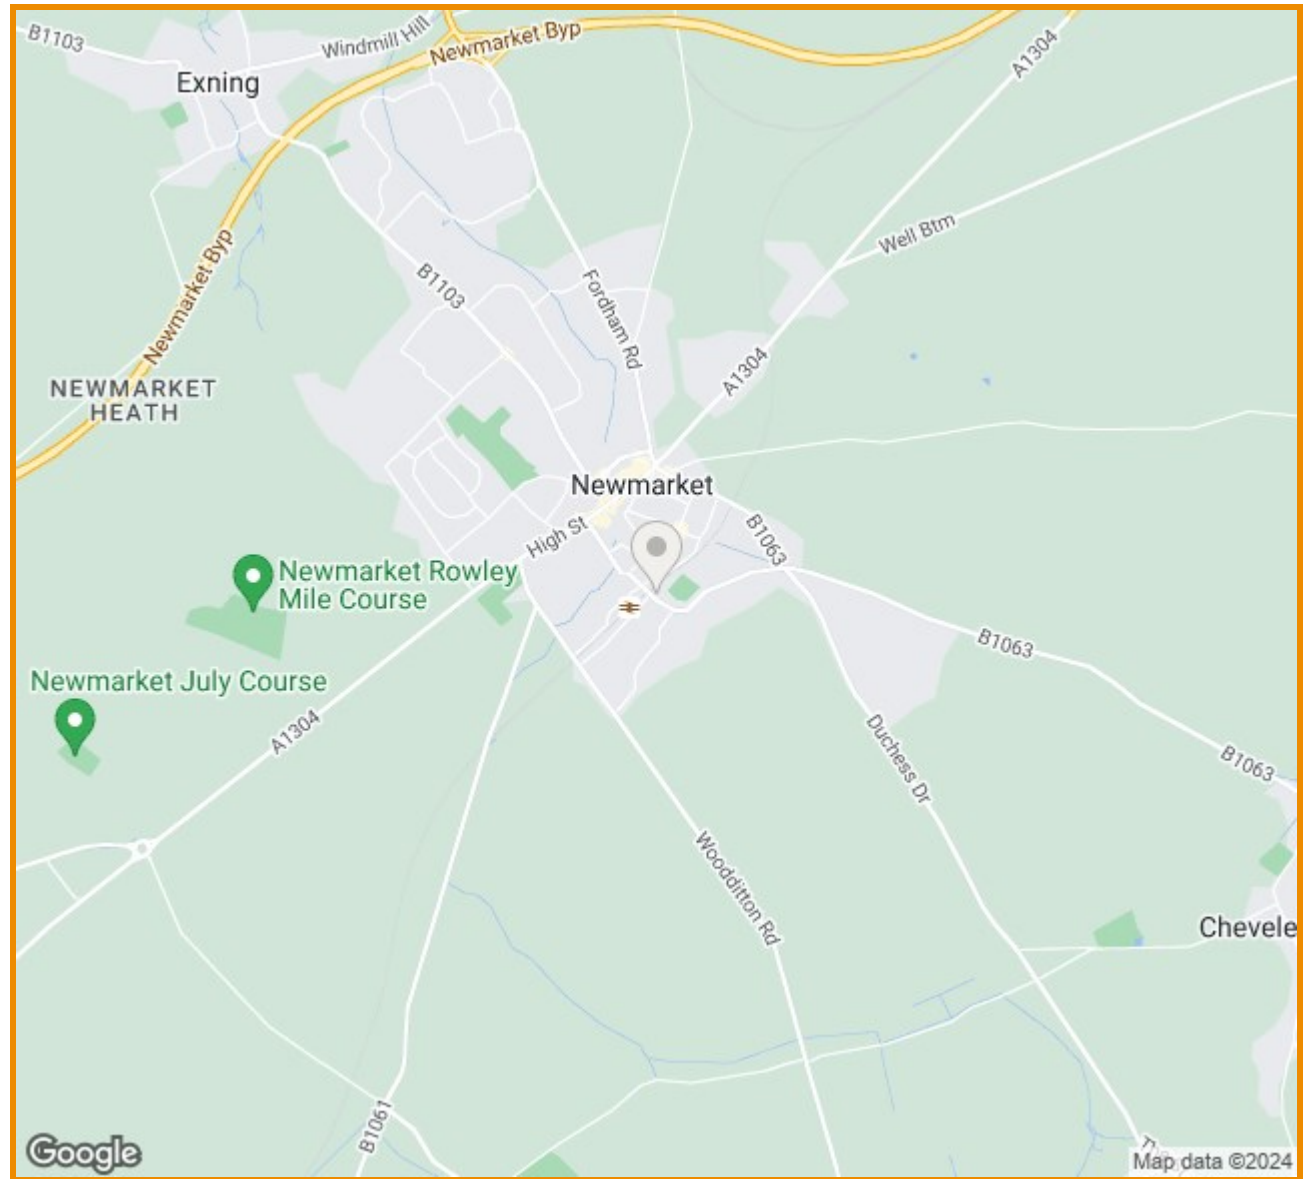 B1103
Windmill Hill
Newmarket Byp
A1304
Exning
Well Btm
Newmarket Byp
B1103
Fordham Rd
A1304
NEWMARKET
HEATH
Newmarket
High St
B1063
Newmarket Rowley
Mile Course
B1063
Newmarket July Course
A1304
Duchess Dr
B1063
Woodditton Rd
Chevele
B1061
Google
Map data ©2024